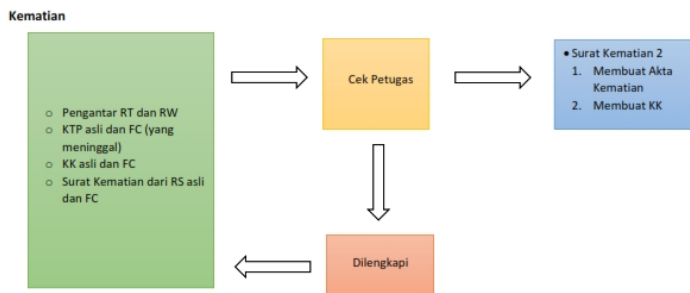 Kematian
○ Pengantar RT dan RW
○ KTP asli dan FC (yang
meninggal)
○ KK asli dan FC
○ Surat Kematian dari RS asli
dan FC
Cek Petugas
• Surat Kematian 2
1. Membuat Akta
Kematian
2. Membuat KK
Dilengkapi